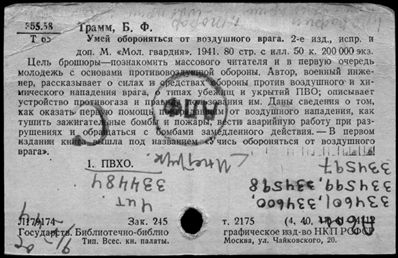 355.58
Т 65
Трамм, Б. Ф.
Умей обороняться от воздушного врага. 2-е изд., испр. и
доп. М. «Мол. гвардия», 1941. 80 стр. с илл. 50 к. 200 000 экз.
Цель брошюры—познакомить массового читателя и в первую очередь
молодежь с основами противовоздушной обороны. Автор, военный инже-
нер, рассказывает о силах и средствах обороны против воздушного и хи-
мического нападения врага, о типах убежищ и укрытий ПВО; описывает
устройство противогаза и правила пользования им. Даны сведения о том,
как оказать первую помощь пострадавшим от воздушного нападения, как
тушить зажигательные бомбы и пожары, вести аварийную работу при раз-
рушениях и обращаться с бомбами замедленного действия.—В первом
издании книга вышла под названием «Учись обороняться от воздушного
врага».
1. ПВХО.
334484
334597
334599, 334598
334661, 334600,
Л179174 Зак. 245 т. 2175 (4. 40.
Государств. Библиотечно-библиографическое изд-во НКП РСФСР
Тип. Всес. кн. палаты. Москва, ул. Чайковского, 20.